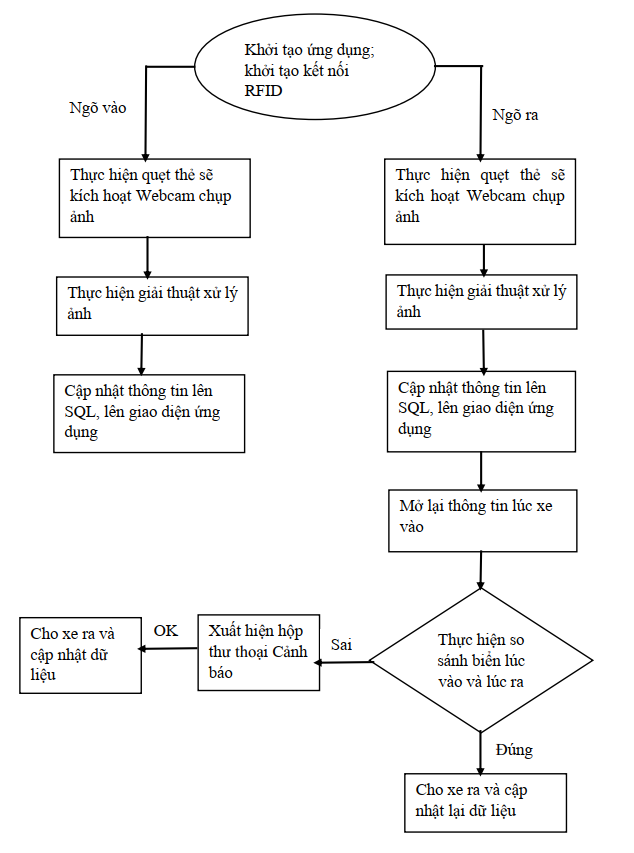 Khởi tạo ứng dụng;
khởi tạo kết nối
RFID
Ngõ vào
Ngõ ra
Thực hiện quẹt thẻ sẽ
kích hoạt Webcam chụp
ảnh
Thực hiện quẹt thẻ sẽ
kích hoạt Webcam chụp
ảnh
Thực hiện giải thuật xử lý
ảnh
Thực hiện giải thuật xử lý
ảnh
Cập nhật thông tin lên
SQL, lên giao diện ứng
dụng
Cập nhật thông tin lên
SQL, lên giao diện ứng
dụng
Mở lại thông tin lúc xe
vào
Thực hiện so
sánh biển lúc
vào và lúc ra
Sai
Xuất hiện hộp
thư thoại Cảnh
báo
OK
Cho xe ra và
cập nhật dữ
liệu
Đúng
Cho xe ra và cập
nhật lại dữ liệu